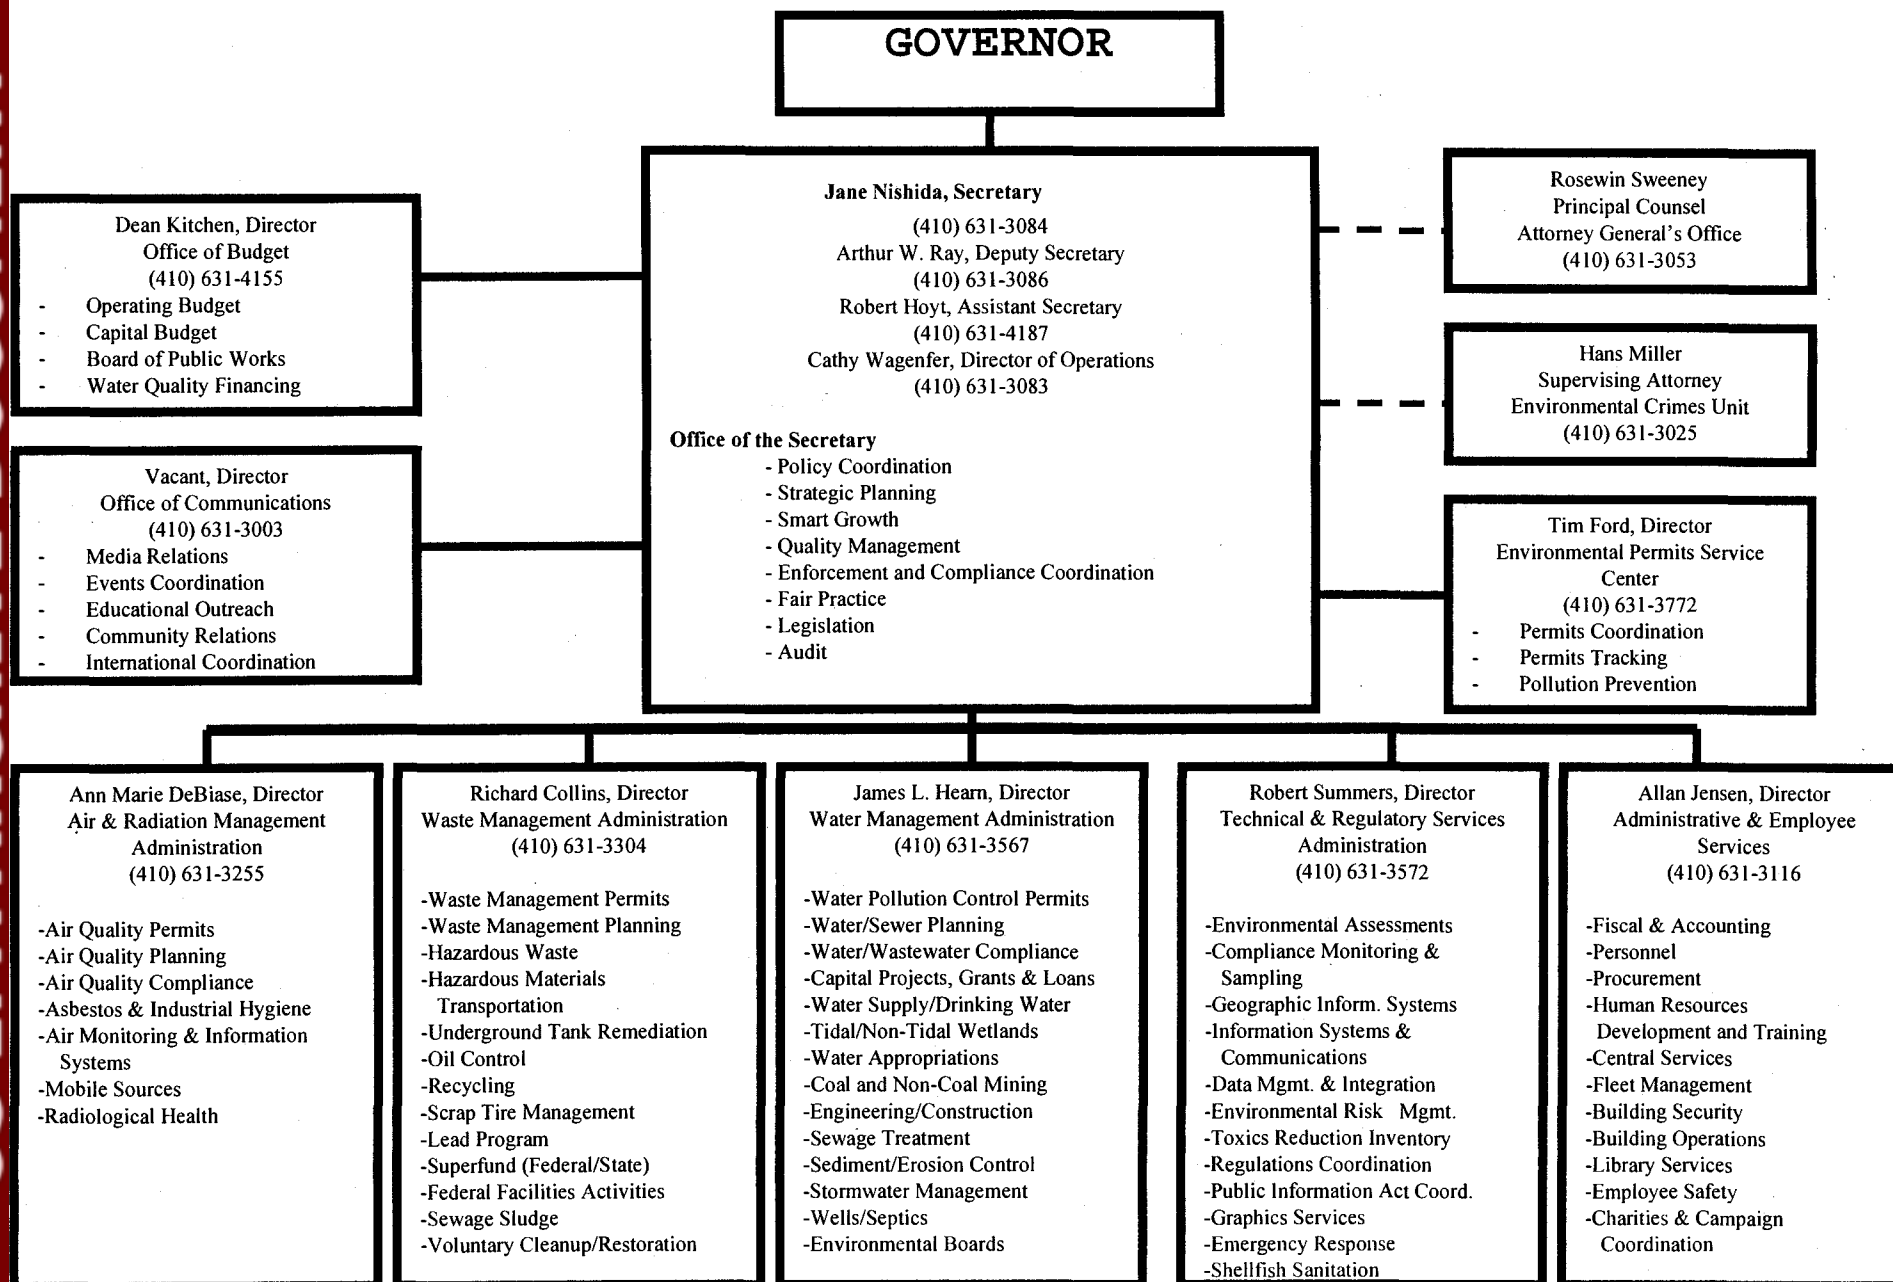 GOVERNOR
Jane Nishida, Secretary
(410) 631-3084
Arthur W. Ray, Deputy Secretary
(410) 631-3086
Robert Hoyt, Assistant Secretary
(410) 631-4187
Cathy Wagenfer, Director of Operations
(410) 631-3083
Office of the Secretary
- Policy Coordination
- Strategic Planning
- Smart Growth
- Quality Management
- Enforcement and Compliance Coordination
- Fair Practice
- Legislation
- Audit
Dean Kitchen, Director
Office of Budget
(410) 631-4155
- Operating Budget
- Capital Budget
- Board of Public Works
- Water Quality Financing
Vacant, Director
Office of Communications
(410) 631-3003
- Media Relations
- Events Coordination
- Educational Outreach
- Community Relations
- International Coordination
Rosewin Sweeney
Principal Counsel
Attorney General's Office
(410) 631-3053
Hans Miller
Supervising Attorney
Environmental Crimes Unit
(410) 631-3025
Tim Ford, Director
Environmental Permits Service
Center
(410) 631-3772
- Permits Coordination
- Permits Tracking
- Pollution Prevention
Ann Marie DeBiase, Director
Air & Radiation Management
Administration
(410) 631-3255
-Air Quality Permits
-Air Quality Planning
-Air Quality Compliance
-Asbestos & Industrial Hygiene
-Air Monitoring & Information
Systems
-Mobile Sources
-Radiological Health
Richard Collins, Director
Waste Management Administration
(410) 631-3304
-Waste Management Permits
-Waste Management Planning
-Hazardous Waste
-Hazardous Materials
Transportation
-Underground Tank Remediation
-Oil Control
-Recycling
-Scrap Tire Management
-Lead Program
-Superfund (Federal/State)
-Federal Facilities Activities
-Sewage Sludge
-Voluntary Cleanup/Restoration
James L. Hearn, Director
Water Management Administration
(410) 631-3567
-Water Pollution Control Permits
-Water/Sewer Planning
-Water/Wastewater Compliance
-Capital Projects, Grants & Loans
-Water Supply/Drinking Water
-Tidal/Non-Tidal Wetlands
-Water Appropriations
-Coal and Non-Coal Mining
-Engineering/Construction
-Sewage Treatment
-Sediment/Erosion Control
-Stormwater Management
-Wells/Septics
-Environmental Boards
Robert Summers, Director
Technical & Regulatory Services
Administration
(410) 631-3572
-Environmental Assessments
-Compliance Monitoring &
Sampling
-Geographic Inform. Systems
-Information Systems &
Communications
-Data Mgmt. & Integration
-Environmental Risk Mgmt.
-Toxics Reduction Inventory
-Regulations Coordination
-Public Information Act Coord.
-Graphics Services
-Emergency Response
-Shellfish Sanitation
Allan Jensen, Director
Administrative & Employee
Services
(410) 631-3116
-Fiscal & Accounting
-Personnel
-Procurement
-Human Resources
Development and Training
-Central Services
-Fleet Management
-Building Security
-Building Operations
-Library Services
-Employee Safety
-Charities & Campaign
Coordination